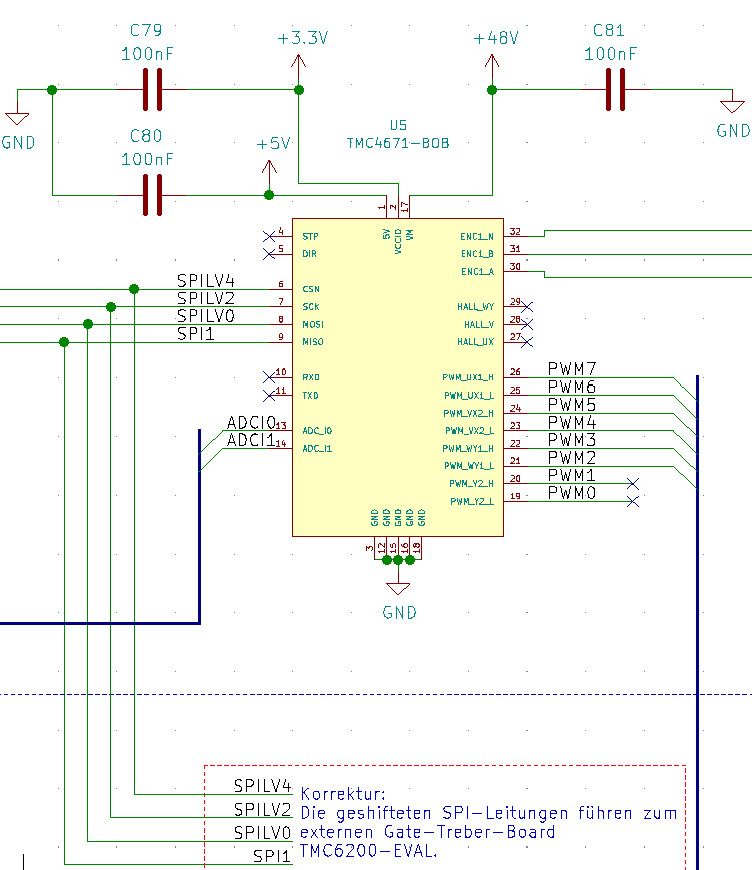 C79
100nF
+3.3V
+48V
C81
100nF
GND
GND
C80
100nF
+5V
U5
TMC4671-BOB
1
2
17
5V
VCCIO
VM
4
STP
5
DIR
SPILV4
6
CSN
SPILV2
7
SCK
SPILV0
8
MOSI
SPI1
9
MISO
10
RXD
11
TXD
ADCI0
13
ADC_I0
ADCI1
14
ADC_I1
ENC1_N
32
ENC1_B
31
ENC1_A
30
HALL_WY
29
HALL_V
28
HALL_UX
27
PWM_UX1_H
26
PWM7
PWM_UX1_L
25
PWM6
PWM_VX2_H
24
PWM5
PWM_VX2_L
23
PWM4
PWM_WY1_H
22
PWM3
PWM_WY1_L
21
PWM2
PWM_Y2_H
20
PWM1
PWM_Y2_L
19
PWM0
GND
GND
GND
GND
GND
3
12
15
16
18
GND
SPILV4
SPILV2
SPILV0
SPI1
Korrektur:
Die geshifteten SPI-Leitungen führen zum
externen Gate-Treber-Board
TMC6200-EVAL.